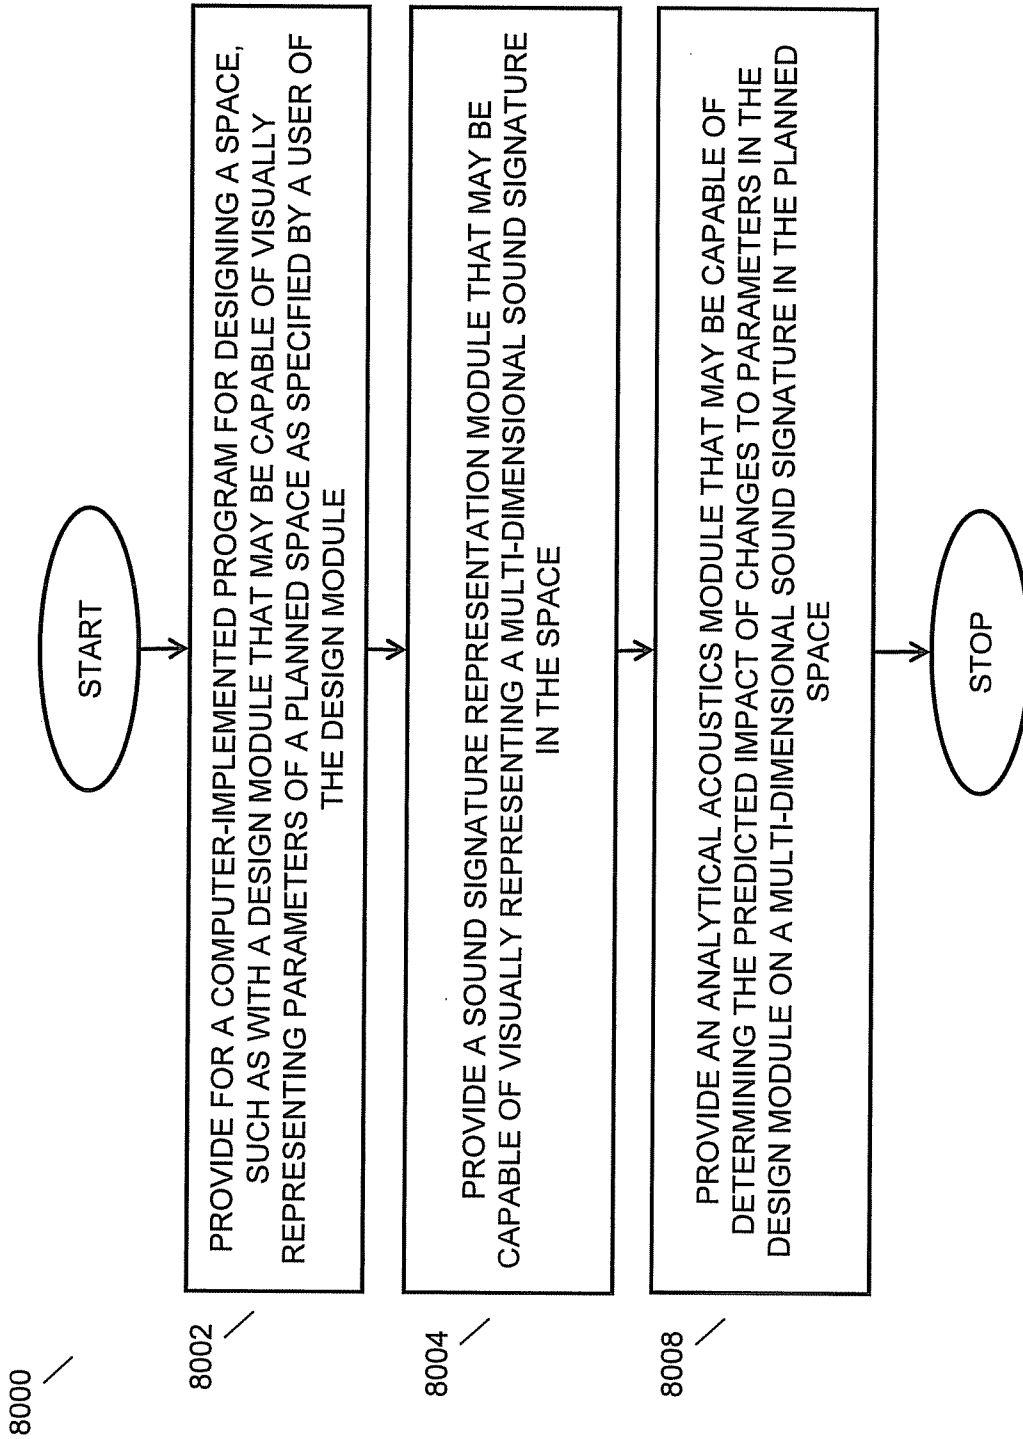 8000
START
8002
PROVIDE FOR A COMPUTER-IMPLEMENTED PROGRAM FOR DESIGNING A SPACE,
SUCH AS WITH A DESIGN MODULE THAT MAY BE CAPABLE OF VISUALLY
REPRESENTING PARAMETERS OF A PLANNED SPACE AS SPECIFIED BY A USER OF
THE DESIGN MODULE
8004
PROVIDE A SOUND SIGNATURE REPRESENTATION MODULE THAT MAY BE
CAPABLE OF VISUALLY REPRESENTING A MULTI-DIMENSIONAL SOUND SIGNATURE
IN THE SPACE
8008
PROVIDE AN ANALYTICAL ACOUSTICS MODULE THAT MAY BE CAPABLE OF
DETERMINING THE PREDICTED IMPACT OF CHANGES TO PARAMETERS IN THE
DESIGN MODULE ON A MULTI-DIMENSIONAL SOUND SIGNATURE IN THE PLANNED
SPACE
STOP